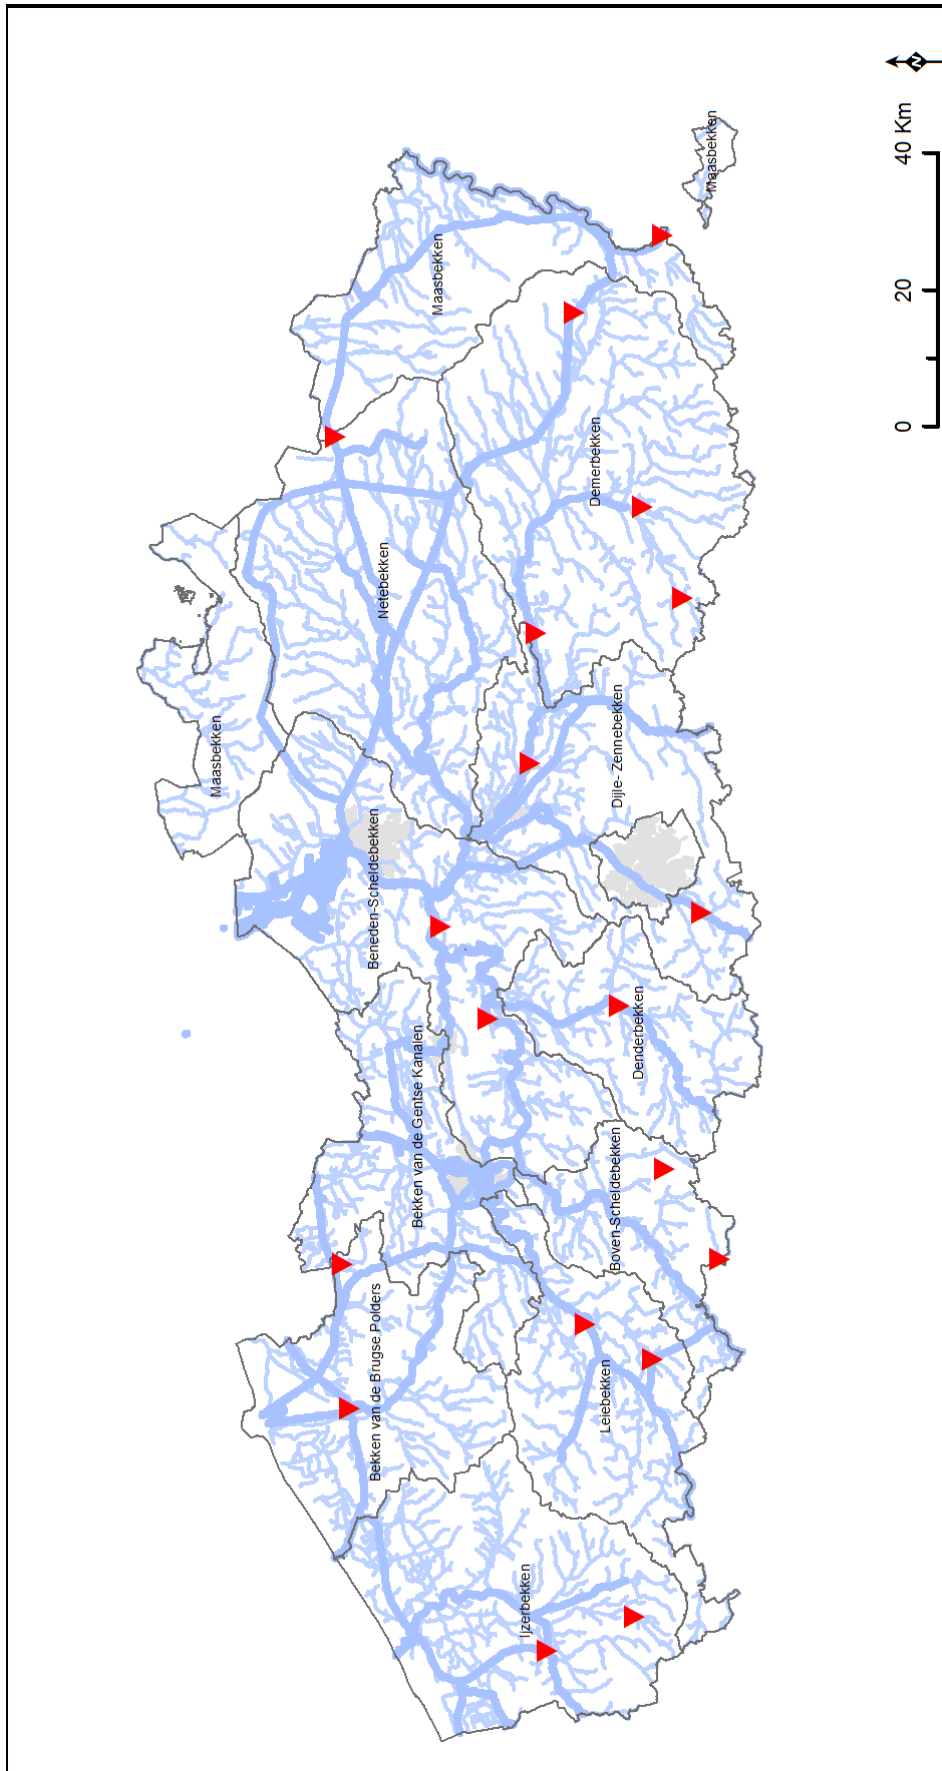 Ijzerbekken
Bekken van de Brugse Polders
Leiebekken
Bekken van de Gentse Kanalen
Boven-Scheldebekken
Denderbekken
Beneden-Scheldebekken
Dijle- Zennebekken
Maasbekken
Netebekken
Demerbekken
Maasbekken
Maasbekken
0 20 40 Km
N